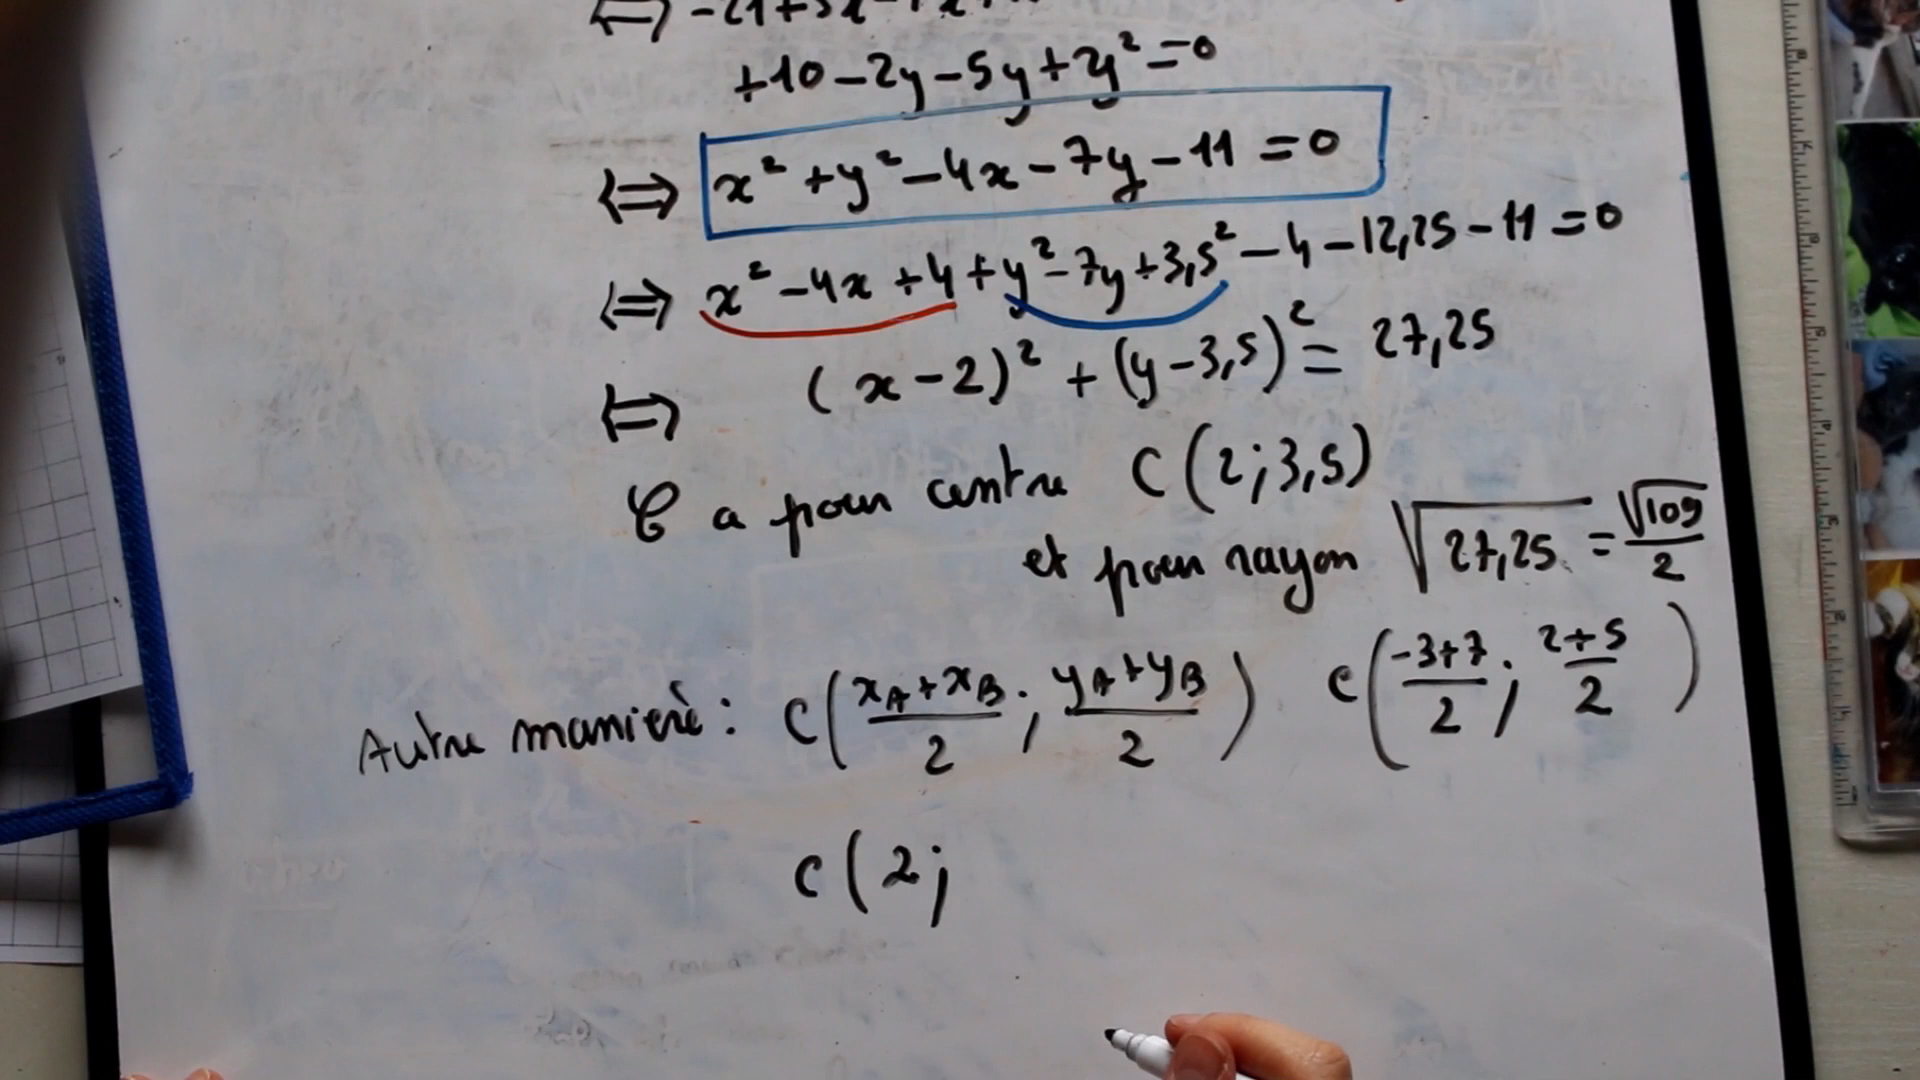 ⟺ -21+3x-7x+
+10-2y-5y+y²=0
⟺ x²+y²-4x-7y-11=0
⟺ x²-4x+4+y²-7y+3,5²-4-12,25-11=0
⟺ (x-2)²+(y-3,5)²=27,25
C a pour centre C(2;3,5)
et pour rayon √27,25 = √109/2
Autre manière : C((xA+xB)/2 ; (yA+yB)/2) C((-3+7)/2 ; (2+5)/2)
C(2;